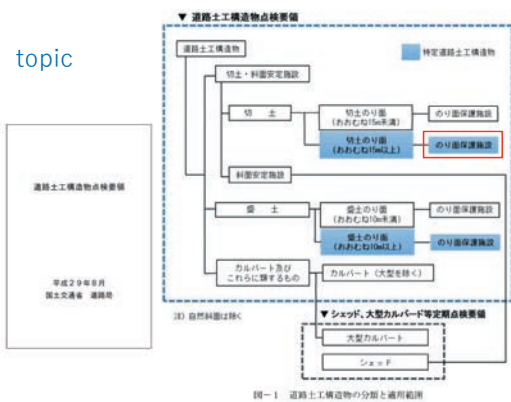 topic
道路土工構造物点検要領
平成29年8月
国土交通省 道路局
▼ 道路土工構造物点検要領
特定道路土工構造物
道路土工構造物
切土・斜面安定施設
切 土
切土のり面
(おおむね15m未満)
のり面保護施設
切土のり面
(おおむね15m以上)
のり面保護施設
斜面安定施設
盛 土
盛土のり面
(おおむね10m未満)
のり面保護施設
盛土のり面
(おおむね10m以上)
のり面保護施設
カルバート及び
これらに類するもの
カルバート(大型を除く)
注) 自然斜面は除く
▼ シェッド、大型カルバート等定期点検要領
大型カルバート
シェッド
図-1 道路土工構造物の分類と適用範囲